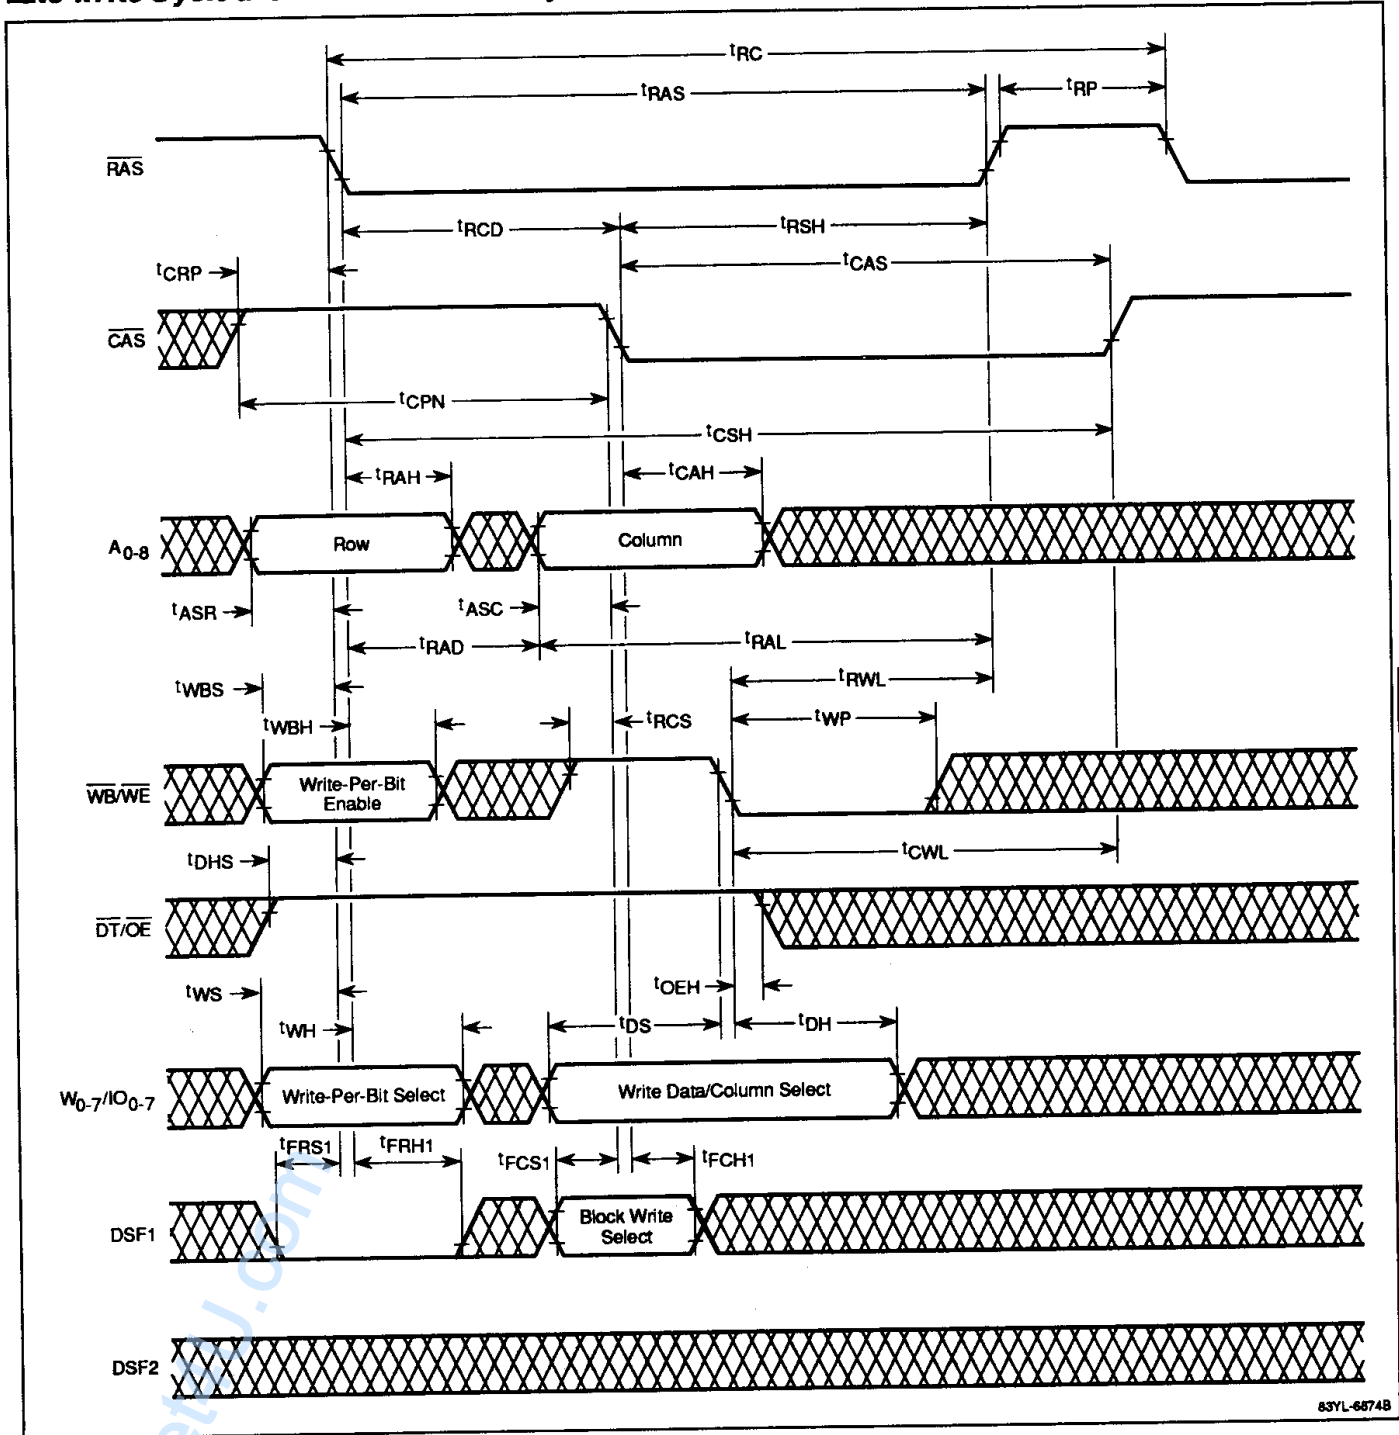 tRC
tRAS
tRP
RAS
tRCD
tRSH
tCRP
tCAS
CAS
tCPN
tCSH
tRAH
tCAH
A0-8
Row
Column
tASR
tASC
tRAD
tRAL
tWBS
tRWL
tWBH
tRCS
tWP
WB/WE
Write-Per-Bit
Enable
tDHS
tCWL
DT/OE
tWS
tOEH
tWH
tDS
tDH
W0-7/IO0-7
Write-Per-Bit Select
Write Data/Column Select
tFRS1
tFRH1
tFCS1
tFCH1
DSF1
Block Write
Select
DSF2
et4U.com
83YL-6874B